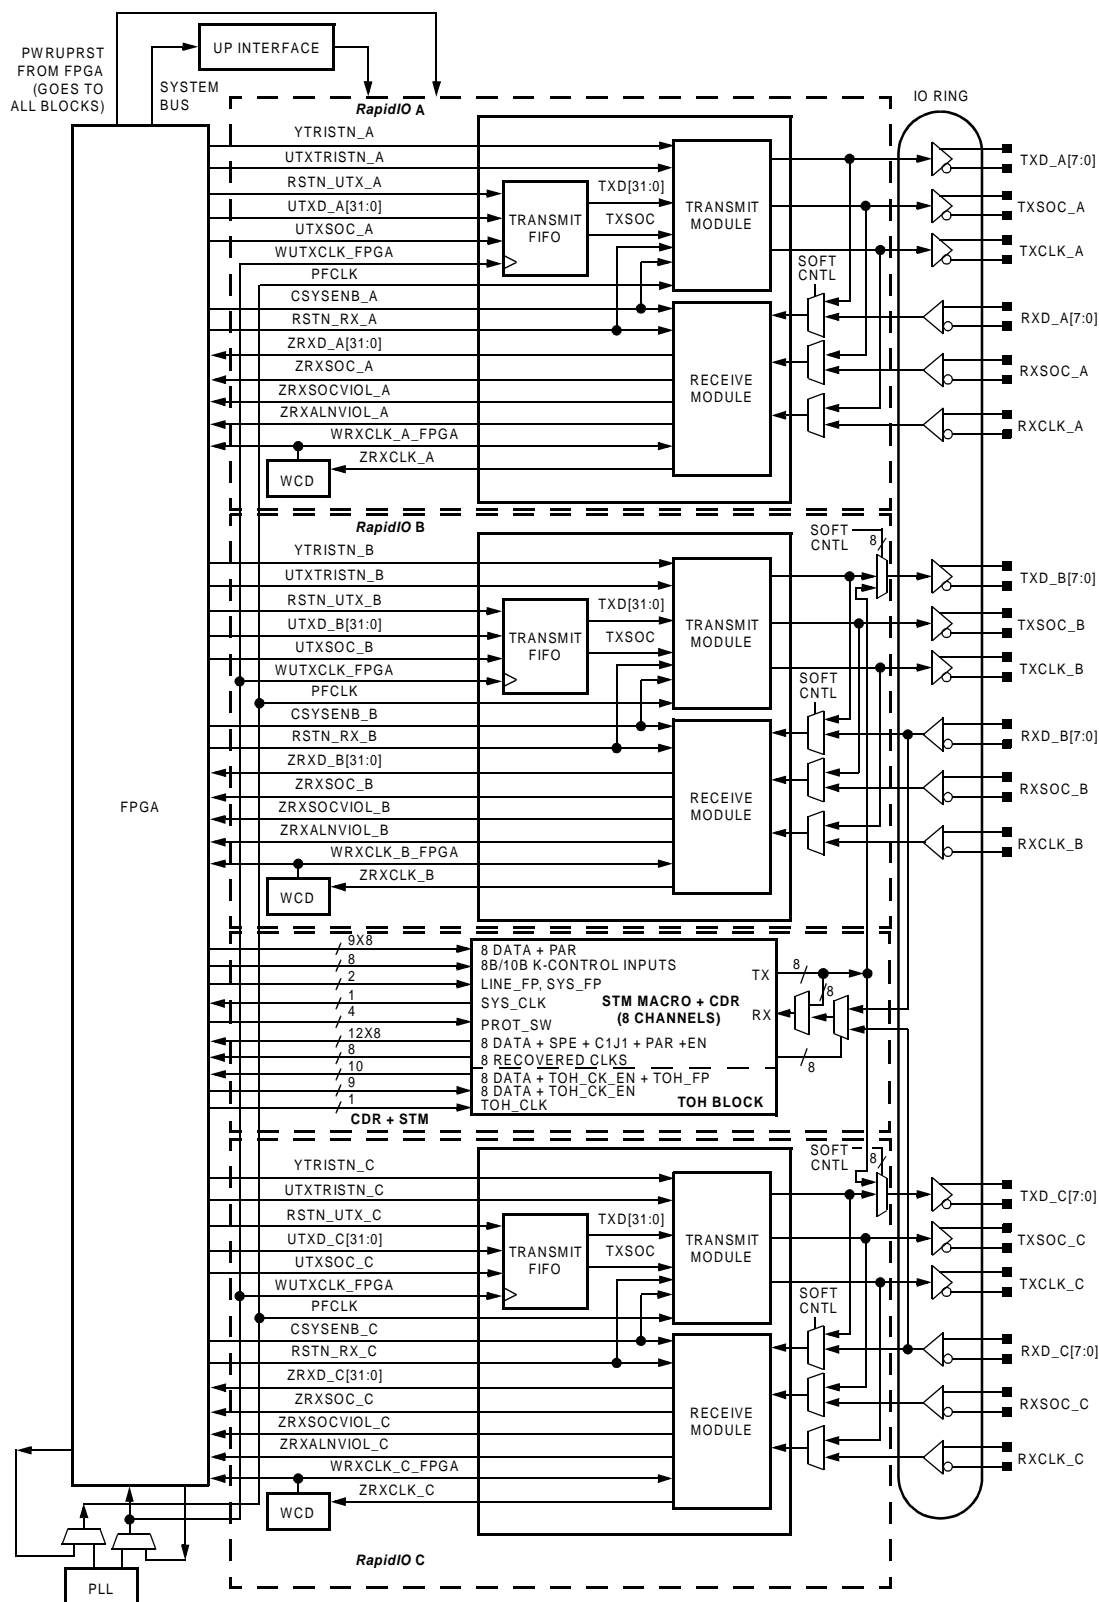 PWRUPRST
FROM FPGA
(GOES TO
ALL BLOCKS)
SYSTEM
BUS
UP INTERFACE
IO RING
RapidIO A
YTRISTN_A
UTXTRISTN_A
RSTN_UTX_A
UTXD_A[31:0]
UTXSOC_A
WUTXCLK_FPGA
PFCLK
CSYSENB_A
RSTN_RX_A
ZRXD_A[31:0]
ZRXSOC_A
ZRXSOCVIOL_A
ZRXALNVIOL_A
WRXCLK_A_FPGA
ZRXCLK_A
WCD
TRANSMIT
FIFO
TXD[31:0]
TXSOC
TRANSMIT
MODULE
RECEIVE
MODULE
SOFT
CNTL
TXD_A[7:0]
TXSOC_A
TXCLK_A
RXD_A[7:0]
RXSOC_A
RXCLK_A
FPGA
RapidIO B
YTRISTN_B
UTXTRISTN_B
RSTN_UTX_B
UTXD_B[31:0]
UTXSOC_B
WUTXCLK_FPGA
PFCLK
CSYSENB_B
RSTN_RX_B
ZRXD_B[31:0]
ZRXSOC_B
ZRXSOCVIOL_B
ZRXALNVIOL_B
WRXCLK_B_FPGA
ZRXCLK_B
WCD
TRANSMIT
FIFO
TXD[31:0]
TXSOC
TRANSMIT
MODULE
RECEIVE
MODULE
SOFT
CNTL
8
SOFT
CNTL
TXD_B[7:0]
TXSOC_B
TXCLK_B
RXD_B[7:0]
RXSOC_B
RXCLK_B
9X8
8
2
1
4
12X8
8
10
9
1
8 DATA + PAR
8B/10B K-CONTROL INPUTS
LINE_FP, SYS_FP
SYS_CLK
PROT_SW
8 DATA + SPE + C1J1 + PAR +EN
8 RECOVERED CLKS
8 DATA + TOH_CK_EN + TOH_FP
8 DATA + TOH_CK_EN
TOH_CLK
STM MACRO + CDR
(8 CHANNELS)
TX
RX
TOH BLOCK
8
8
8
CDR + STM
YTRISTN_C
UTXTRISTN_C
RSTN_UTX_C
UTXD_C[31:0]
UTXSOC_C
WUTXCLK_FPGA
PFCLK
CSYSENB_C
RSTN_RX_C
ZRXD_C[31:0]
ZRXSOC_C
ZRXSOCVIOL_C
ZRXALNVIOL_C
WRXCLK_C_FPGA
ZRXCLK_C
WCD
TRANSMIT
FIFO
TXD[31:0]
TXSOC
TRANSMIT
MODULE
RECEIVE
MODULE
SOFT
CNTL
8
SOFT
CNTL
TXD_C[7:0]
TXSOC_C
TXCLK_C
RXD_C[7:0]
RXSOC_C
RXCLK_C
RapidIO C
PLL